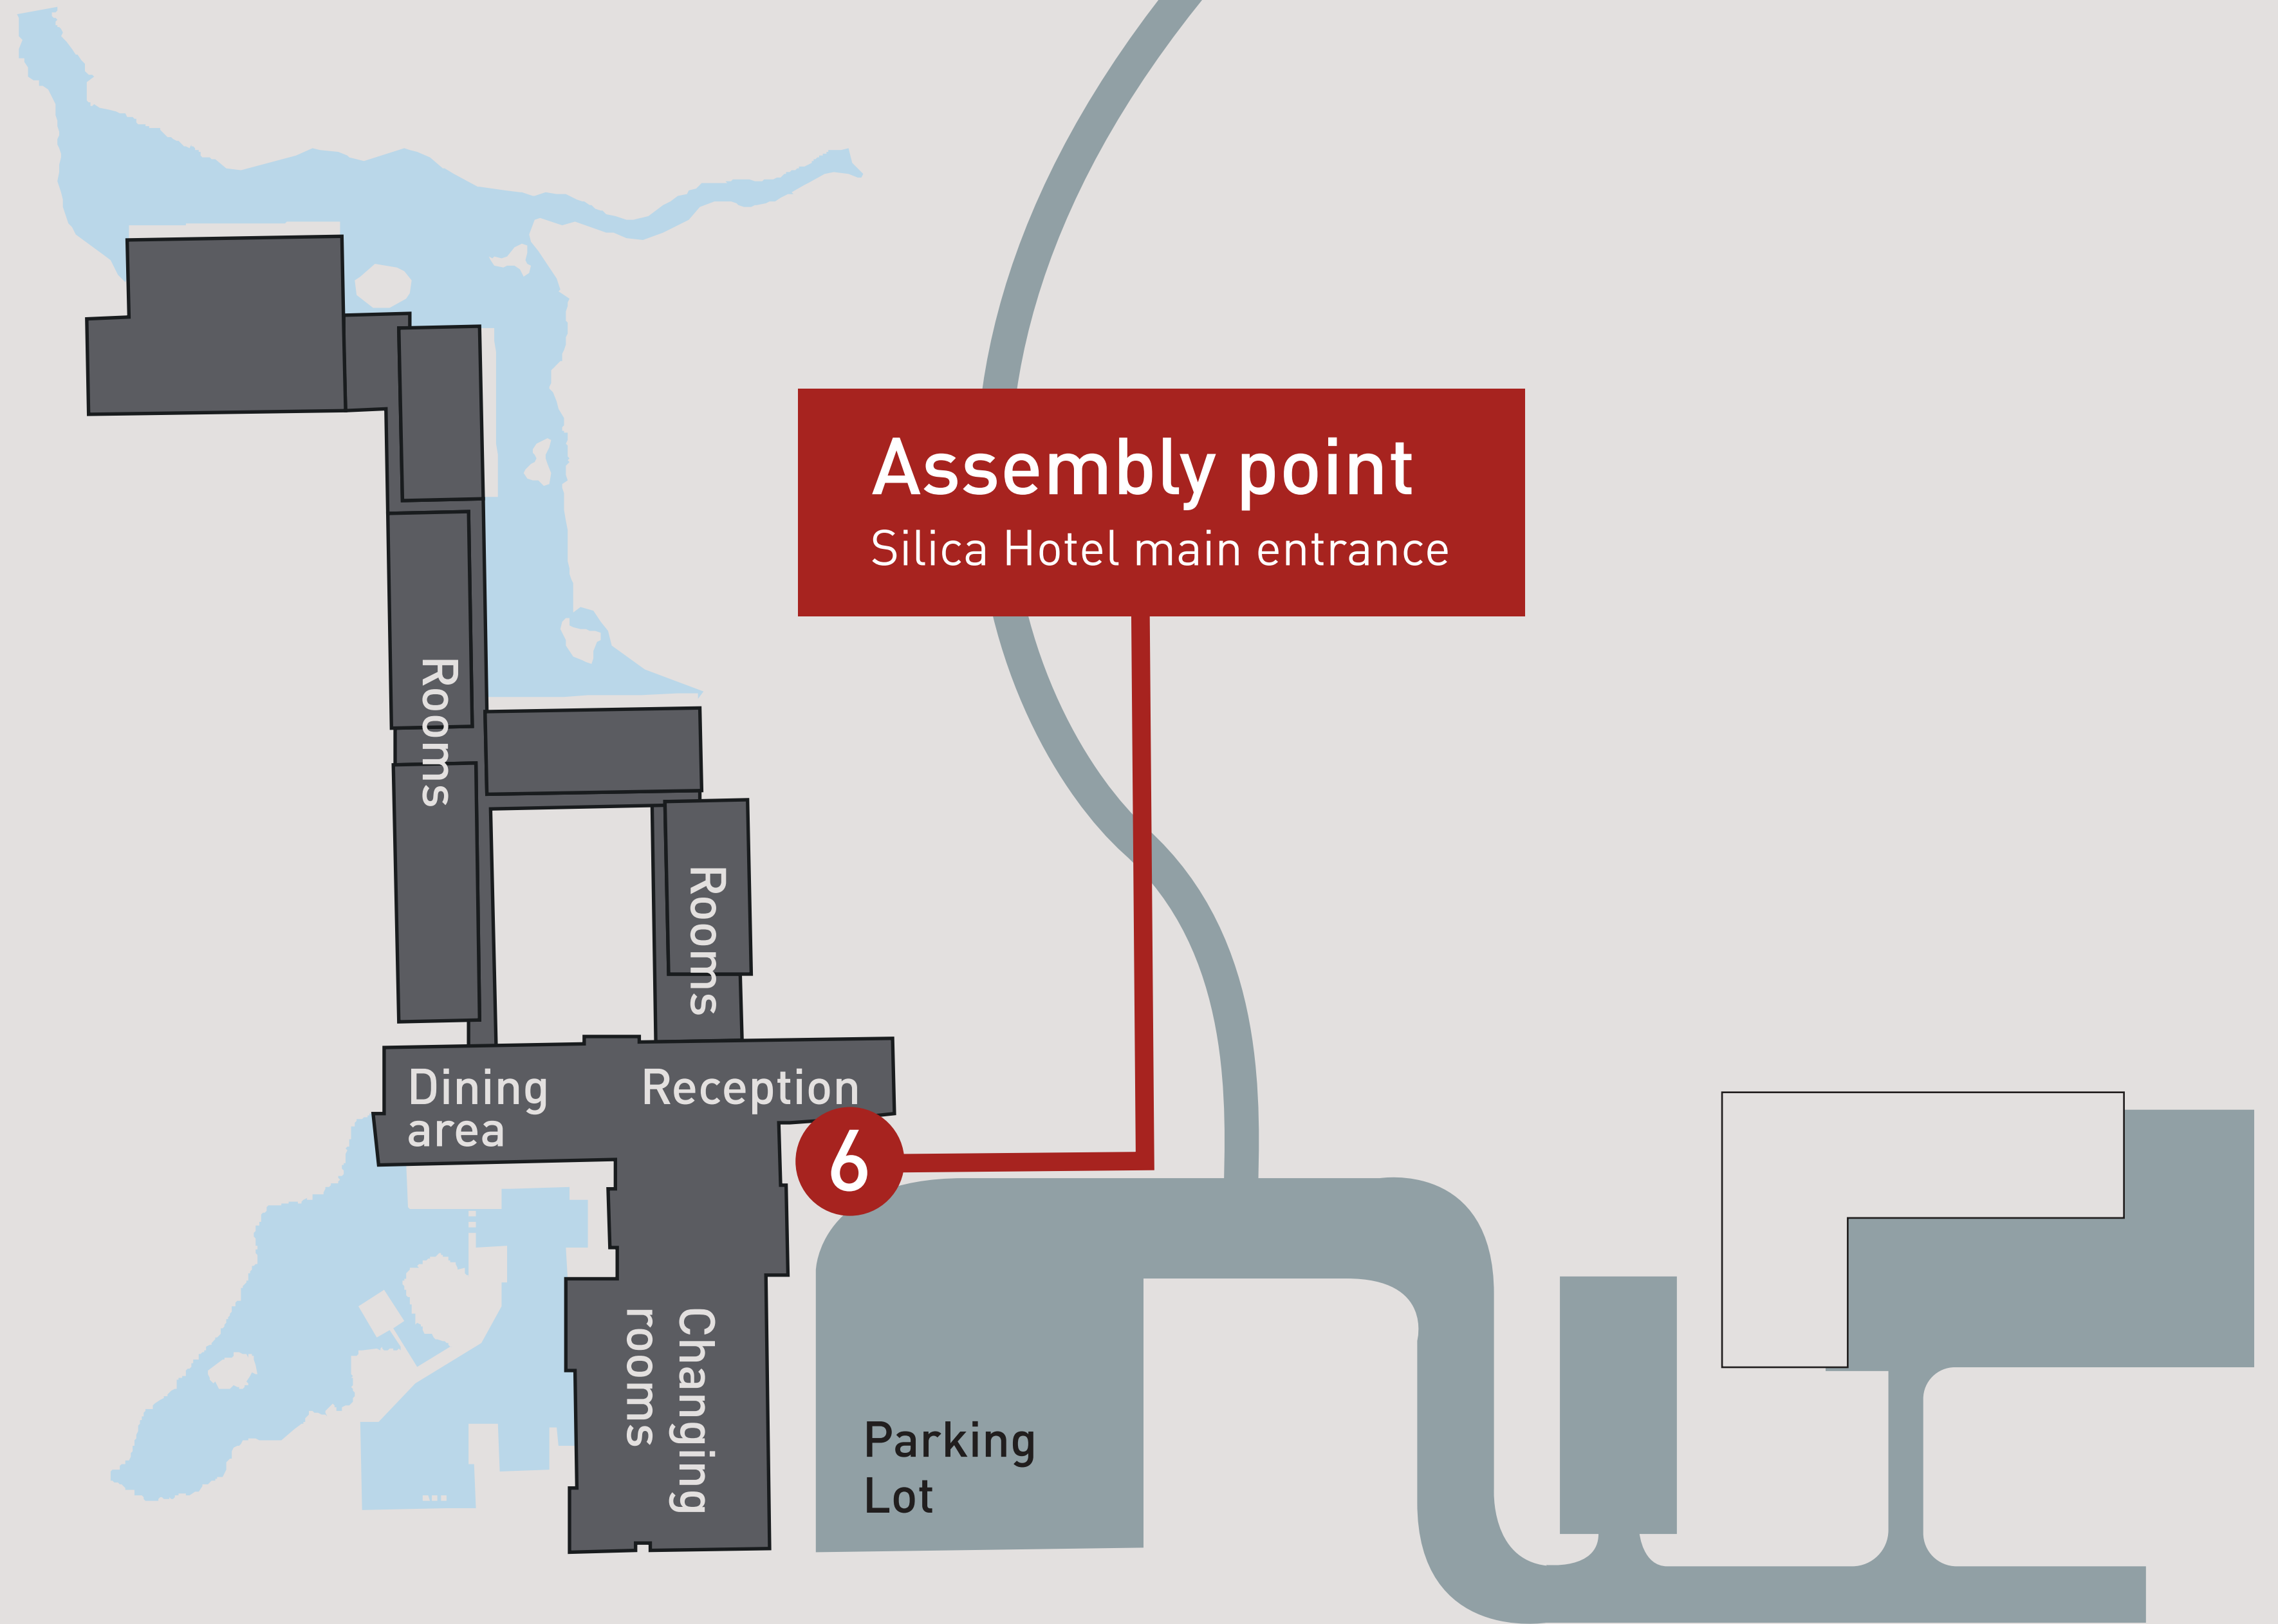 Assembly point
Silica Hotel main entrance
Rooms
Rooms
Dining
area
Reception
6
Changing
rooms
Parking
Lot